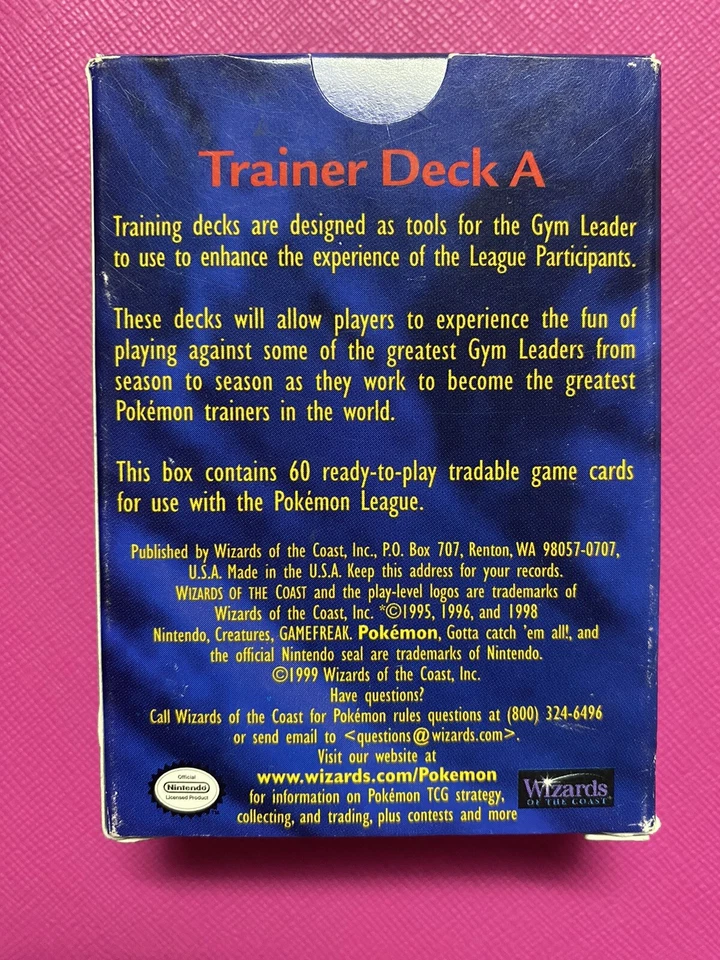 Trainer Deck A
Training decks are designed as tools for the Gym Leader
to use to enhance the experience of the League Participants.
These decks will allow players to experience the fun of
playing against some of the greatest Gym Leaders from
season to season as they work to become the greatest
Pokémon trainers in the world.
This box contains 60 ready-to-play tradable game cards
for use with the Pokémon League.
Published by Wizards of the Coast, Inc., P.O. Box 707, Renton, WA 98057-0707,
U.S.A. Made in the U.S.A. Keep this address for your records.
WIZARDS OF THE COAST and the play-level logos are trademarks of
Wizards of the Coast, Inc. *©1995, 1996, and 1998
Nintendo, Creatures, GAMEFREAK. Pokémon, Gotta catch 'em all!, and
the official Nintendo seal are trademarks of Nintendo.
©1999 Wizards of the Coast, Inc.
Have questions?
Call Wizards of the Coast for Pokémon rules questions at (800) 324-6496
or send email to <questions@wizards.com>.
Visit our website at
www.wizards.com/Pokemon
for information on Pokémon TCG strategy,
collecting, and trading, plus contests and more
Official
Nintendo
Licensed Product
TM
Wizards
OF THE COAST